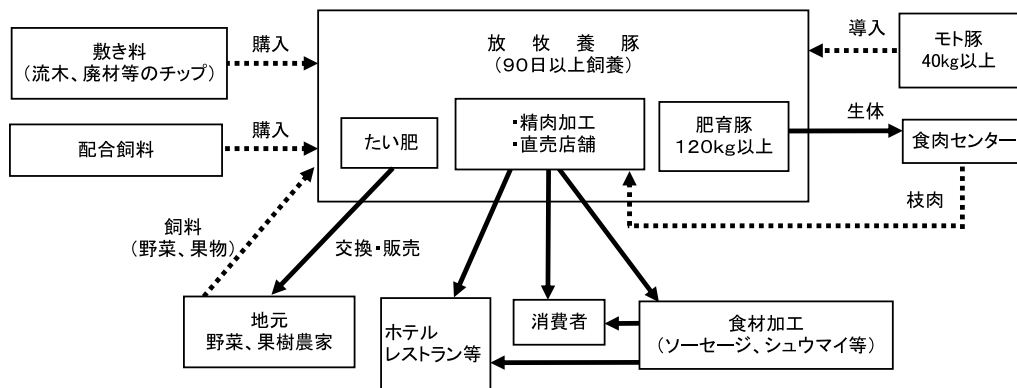 敷き料
（流木、廃材等のチップ）
購入
放 牧 養 豚
（９０日以上飼養）
導入
モト豚
40kg以上
配合飼料
購入
たい肥
・精肉加工
・直売店舗
肥育豚
１２０ｋｇ以上
生体
食肉センター
枝肉
飼料
（野菜、果物）
交換・販売
地元
野菜、果樹農家
ホテル
レストラン等
消費者
食材加工
（ソーセージ、シュウマイ等）